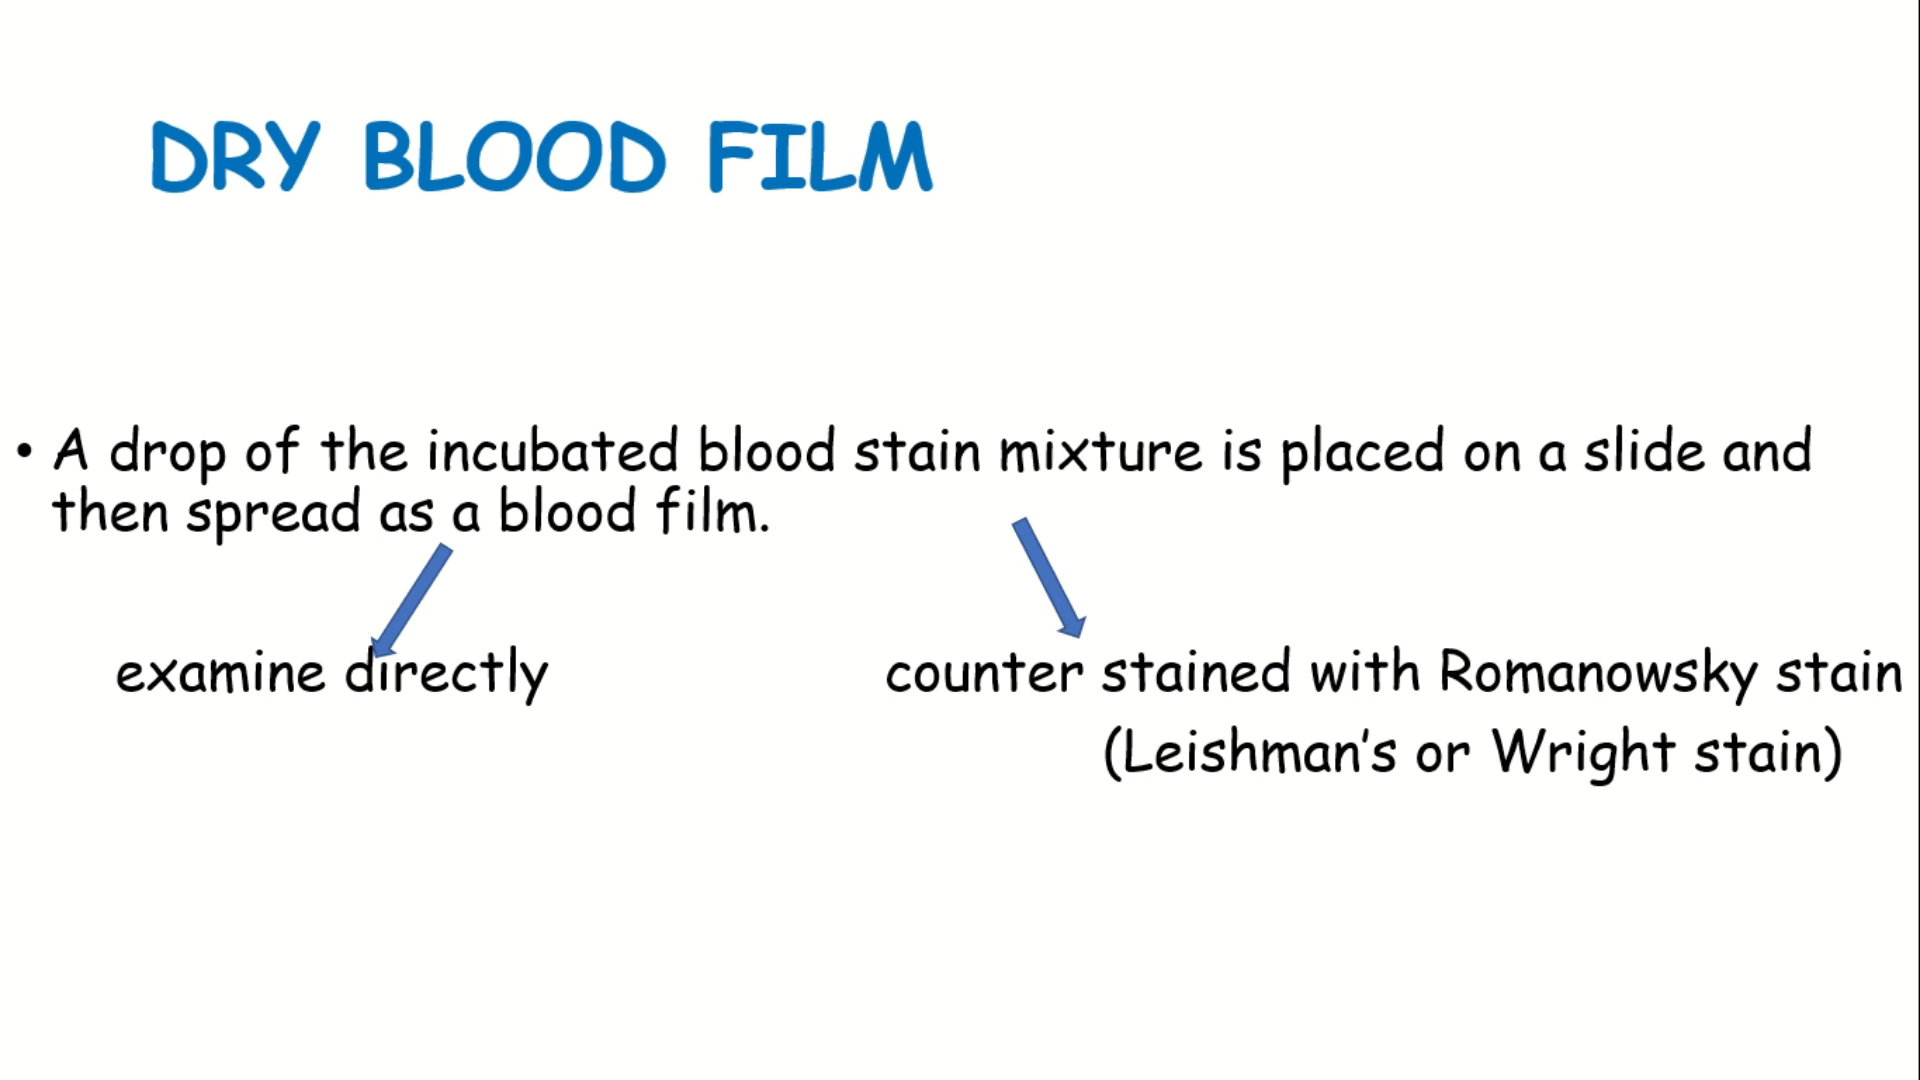 DRY BLOOD FILM
• A drop of the incubated blood stain mixture is placed on a slide and
then spread as a blood film.
examine directly counter stained with Romanowsky stain
(Leishman's or Wright stain)